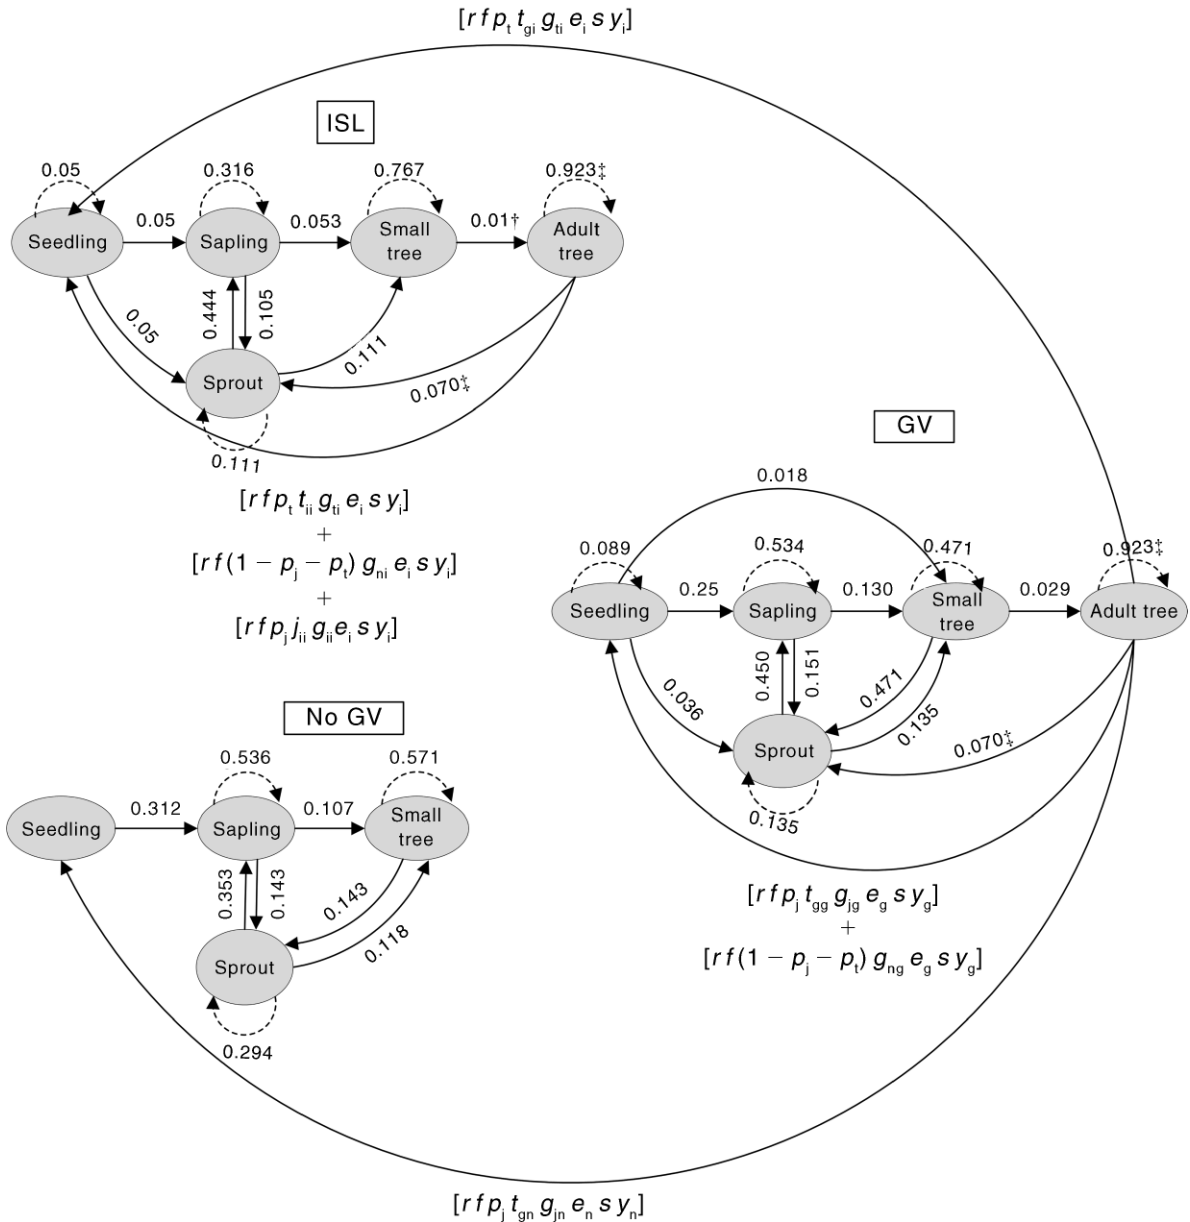 [r f p_t t_gi g_ti e_i s y_i]
ISL
0.05
0.316
0.767
0.923‡
Seedling
0.05
Sapling
0.053
Small
tree
0.01†
Adult
tree
0.05
0.444
0.105
0.111
Sprout
0.070‡
0.111
[r f p_t t_ii g_ti e_i s y_i]
+
[r f (1 − p_j − p_t) g_ni e_i s y_i]
+
[r f p_j j_ii g_ii e_i s y_i]
GV
0.018
0.089
0.534
0.471
0.923‡
Seedling
0.25
Sapling
0.130
Small
tree
0.029
Adult tree
0.036
0.450
0.151
0.471
0.135
Sprout
0.070‡
0.135
[r f p_j t_gg g_jg e_g s y_g]
+
[r f (1 − p_j − p_t) g_ng e_g s y_g]
No GV
0.536
0.571
Seedling
0.312
Sapling
0.107
Small
tree
0.353
0.143
0.143
0.118
Sprout
0.294
[r f p_j t_gn g_jn e_n s y_n]